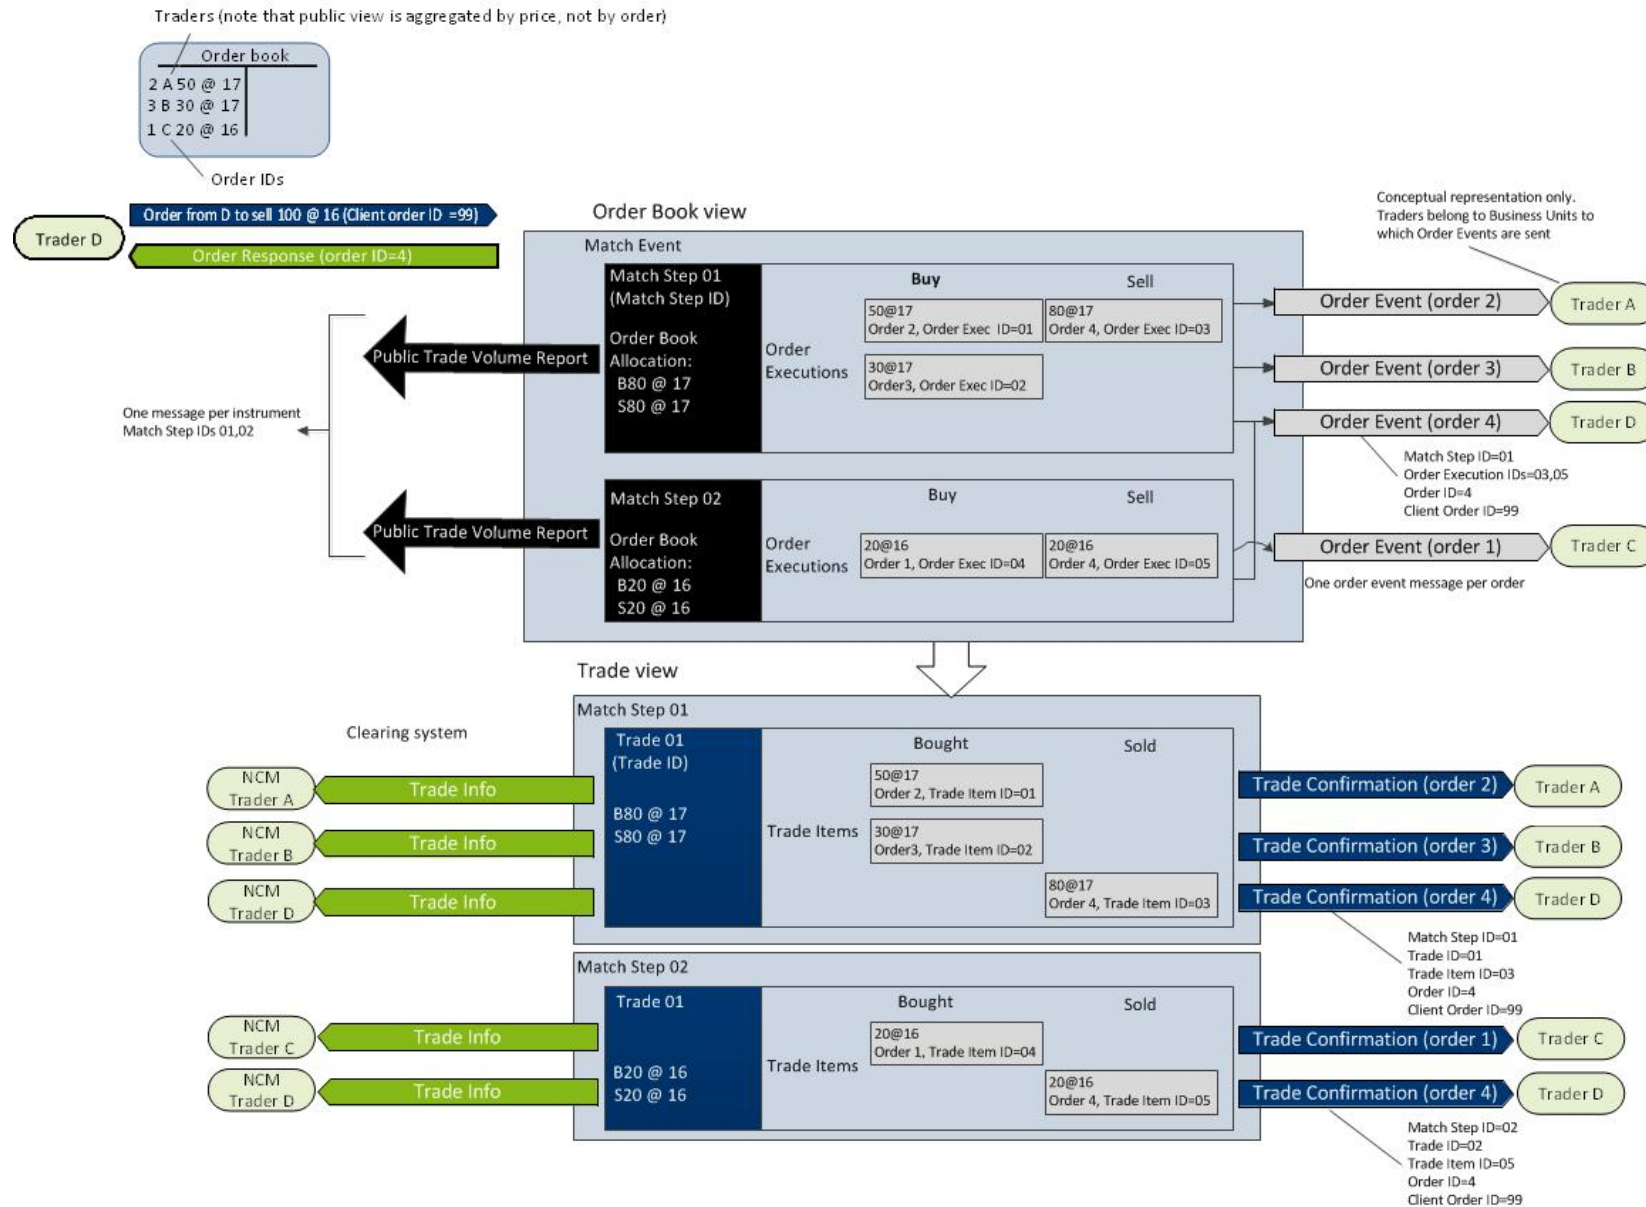 Traders (note that public view is aggregated by price, not by order)
Order book
2 A 50 @ 17
3 B 30 @ 17
1 C 20 @ 16
Order IDs
Trader D
Order from D to sell 100 @ 16 (Client order ID =99)
Order Response (order ID=4)
Order Book view
Conceptual representation only.
Traders belong to Business Units to
which Order Events are sent
Match Event
Match Step 01
(Match Step ID)
Order Book
Allocation:
B80 @ 17
S80 @ 17
Order
Executions
Buy
Sell
50@17
Order 2, Order Exec ID=01
80@17
Order 4, Order Exec ID=03
30@17
Order3, Order Exec ID=02
Public Trade Volume Report
One message per instrument
Match Step IDs 01,02
Order Event (order 2)
Trader A
Order Event (order 3)
Trader B
Order Event (order 4)
Trader D
Match Step ID=01
Order Execution IDs=03,05
Order ID=4
Client Order ID=99
Match Step 02
Order Book
Allocation:
B20 @ 16
S20 @ 16
Order
Executions
Buy
Sell
20@16
Order 1, Order Exec ID=04
20@16
Order 4, Order Exec ID=05
Public Trade Volume Report
Order Event (order 1)
Trader C
One order event message per order
Trade view
Clearing system
Match Step 01
Trade 01
(Trade ID)
B80 @ 17
S80 @ 17
Trade Items
Bought
Sold
50@17
Order 2, Trade Item ID=01
30@17
Order3, Trade Item ID=02
80@17
Order 4, Trade Item ID=03
NCM
Trader A
Trade Info
NCM
Trader B
Trade Info
NCM
Trader D
Trade Info
Trade Confirmation (order 2)
Trader A
Trade Confirmation (order 3)
Trader B
Trade Confirmation (order 4)
Trader D
Match Step ID=01
Trade ID=01
Trade Item ID=03
Order ID=4
Client Order ID=99
Match Step 02
Trade 01
B20 @ 16
S20 @ 16
Trade Items
Bought
Sold
20@16
Order 1, Trade Item ID=04
20@16
Order 4, Trade Item ID=05
NCM
Trader C
Trade Info
NCM
Trader D
Trade Info
Trade Confirmation (order 1)
Trader C
Trade Confirmation (order 4)
Trader D
Match Step ID=02
Trade ID=02
Trade Item ID=05
Order ID=4
Client Order ID=99